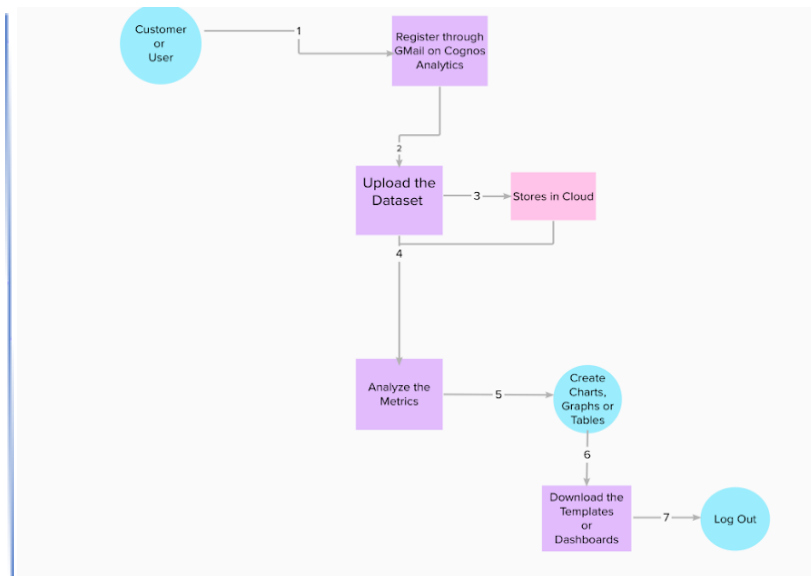 Customer
or
User
1
Register through
GMail on Cognos
Analytics
2
Upload the
Dataset
3
Stores in Cloud
4
Analyze the
Metrics
5
Create
Charts,
Graphs or
Tables
6
Download the
Templates
or
Dashboards
7
Log Out